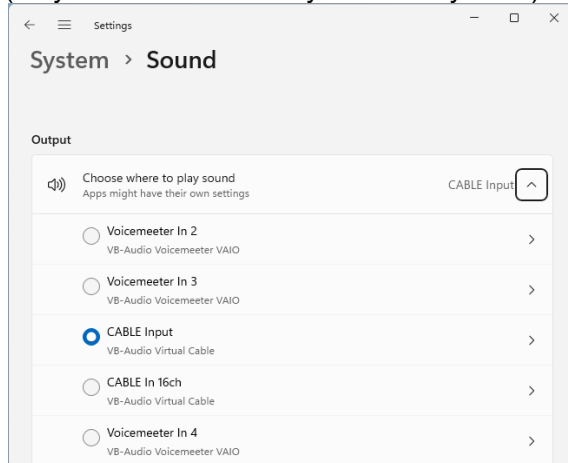 Settings
System > Sound
Output
Choose where to play sound
Apps might have their own settings
CABLE Input
Voicemeeter In 2
VB-Audio Voicemeeter VAIO
Voicemeeter In 3
VB-Audio Voicemeeter VAIO
CABLE Input
VB-Audio Virtual Cable
CABLE In 16ch
VB-Audio Virtual Cable
Voicemeeter In 4
VB-Audio Voicemeeter VAIO